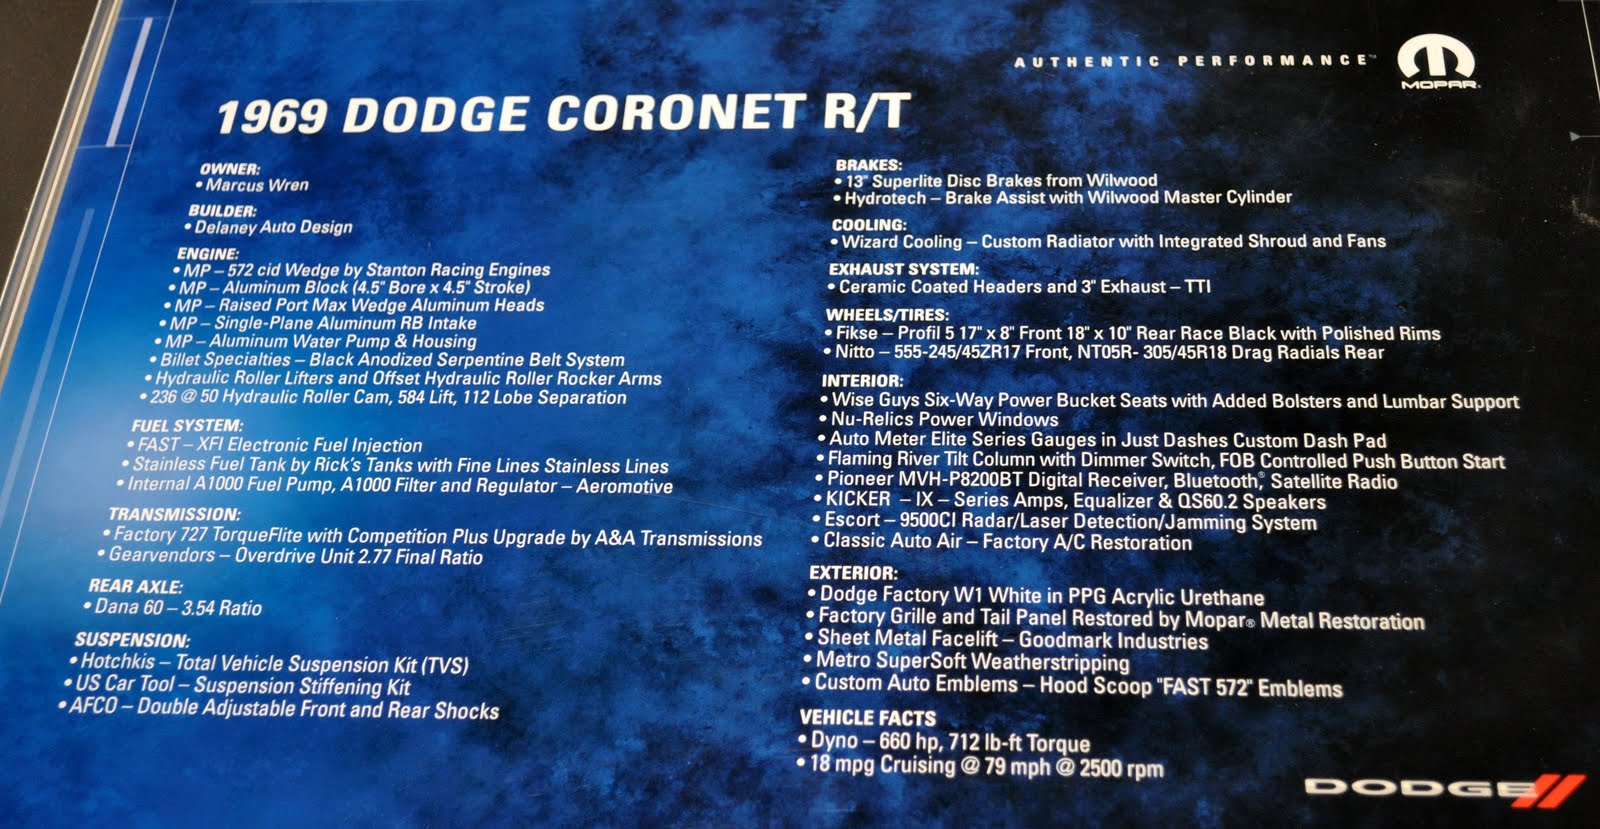 AUTHENTIC PERFORMANCE™
MOPAR®
1969 DODGE CORONET R/T
OWNER:
• Marcus Wren
BUILDER:
• Delaney Auto Design
ENGINE:
• MP – 572 cid Wedge by Stanton Racing Engines
• MP – Aluminum Block (4.5" Bore x 4.5" Stroke)
• MP – Raised Port Max Wedge Aluminum Heads
• MP – Single-Plane Aluminum RB Intake
• MP – Aluminum Water Pump & Housing
• Billet Specialties – Black Anodized Serpentine Belt System
• Hydraulic Roller Lifters and Offset Hydraulic Roller Rocker Arms
• 236 @ 50 Hydraulic Roller Cam, 584 Lift, 112 Lobe Separation
FUEL SYSTEM:
• FAST – XFI Electronic Fuel Injection
• Stainless Fuel Tank by Rick's Tanks with Fine Lines Stainless Lines
• Internal A1000 Fuel Pump, A1000 Filter and Regulator – Aeromotive
TRANSMISSION:
• Factory 727 TorqueFlite with Competition Plus Upgrade by A&A Transmissions
• Gearvendors – Overdrive Unit 2.77 Final Ratio
REAR AXLE:
• Dana 60 – 3.54 Ratio
SUSPENSION:
• Hotchkis – Total Vehicle Suspension Kit (TVS)
• US Car Tool – Suspension Stiffening Kit
• AFCO – Double Adjustable Front and Rear Shocks
BRAKES:
• 13" Superlite Disc Brakes from Wilwood
• Hydrotech – Brake Assist with Wilwood Master Cylinder
COOLING:
• Wizard Cooling – Custom Radiator with Integrated Shroud and Fans
EXHAUST SYSTEM:
• Ceramic Coated Headers and 3" Exhaust – TTI
WHEELS/TIRES:
• Fikse – Profil 5 17" x 8" Front 18" x 10" Rear Race Black with Polished Rims
• Nitto – 555-245/45ZR17 Front, NT05R- 305/45R18 Drag Radials Rear
INTERIOR:
• Wise Guys Six-Way Power Bucket Seats with Added Bolsters and Lumbar Support
• Nu-Relics Power Windows
• Auto Meter Elite Series Gauges in Just Dashes Custom Dash Pad
• Flaming River Tilt Column with Dimmer Switch, FOB Controlled Push Button Start
• Pioneer MVH-P8200BT Digital Receiver, Bluetooth®, Satellite Radio
• KICKER – IX – Series Amps, Equalizer & QS60.2 Speakers
• Escort – 9500CI Radar/Laser Detection/Jamming System
• Classic Auto Air – Factory A/C Restoration
EXTERIOR:
• Dodge Factory W1 White in PPG Acrylic Urethane
• Factory Grille and Tail Panel Restored by Mopar® Metal Restoration
• Sheet Metal Facelift – Goodmark Industries
• Metro SuperSoft Weatherstripping
• Custom Auto Emblems – Hood Scoop "FAST 572" Emblems
VEHICLE FACTS
• Dyno – 660 hp, 712 lb-ft Torque
• 18 mpg Cruising @ 79 mph @ 2500 rpm
DODGE